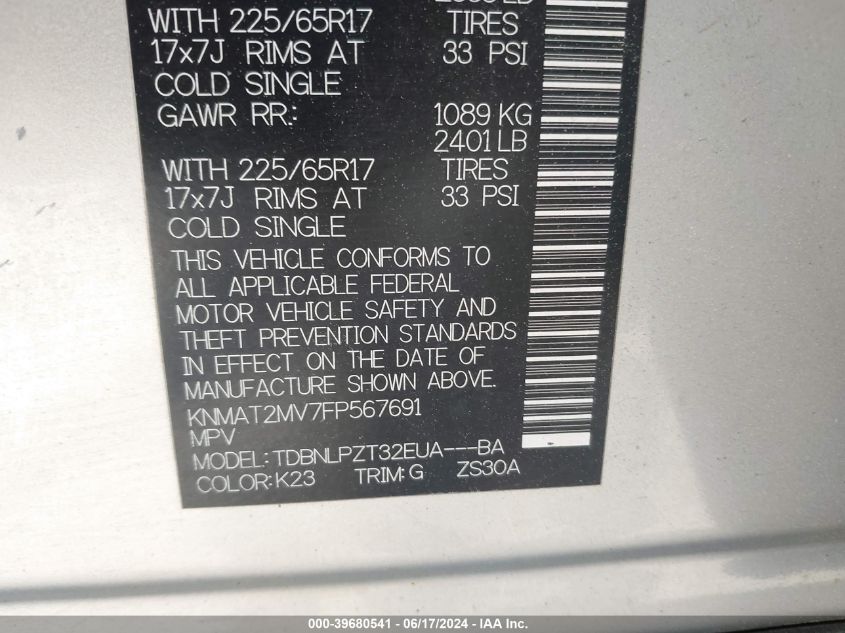 WITH 225/65R17 TIRES
17x7J RIMS AT 33 PSI
COLD SINGLE
GAWR RR.: 1089 KG
2401 LB
WITH 225/65R17 TIRES
17x7J RIMS AT 33 PSI
COLD SINGLE
THIS VEHICLE CONFORMS TO
ALL APPLICABLE FEDERAL
MOTOR VEHICLE SAFETY AND
THEFT PREVENTION STANDARDS
IN EFFECT ON THE DATE OF
MANUFACTURE SHOWN ABOVE.
KNMAT2MV7FP567691
MPV
MODEL: TDBNLPZT32EUA---BA
COLOR: K23 TRIM: G ZS30A
000-39680541 - 06/17/2024 - IAA Inc.